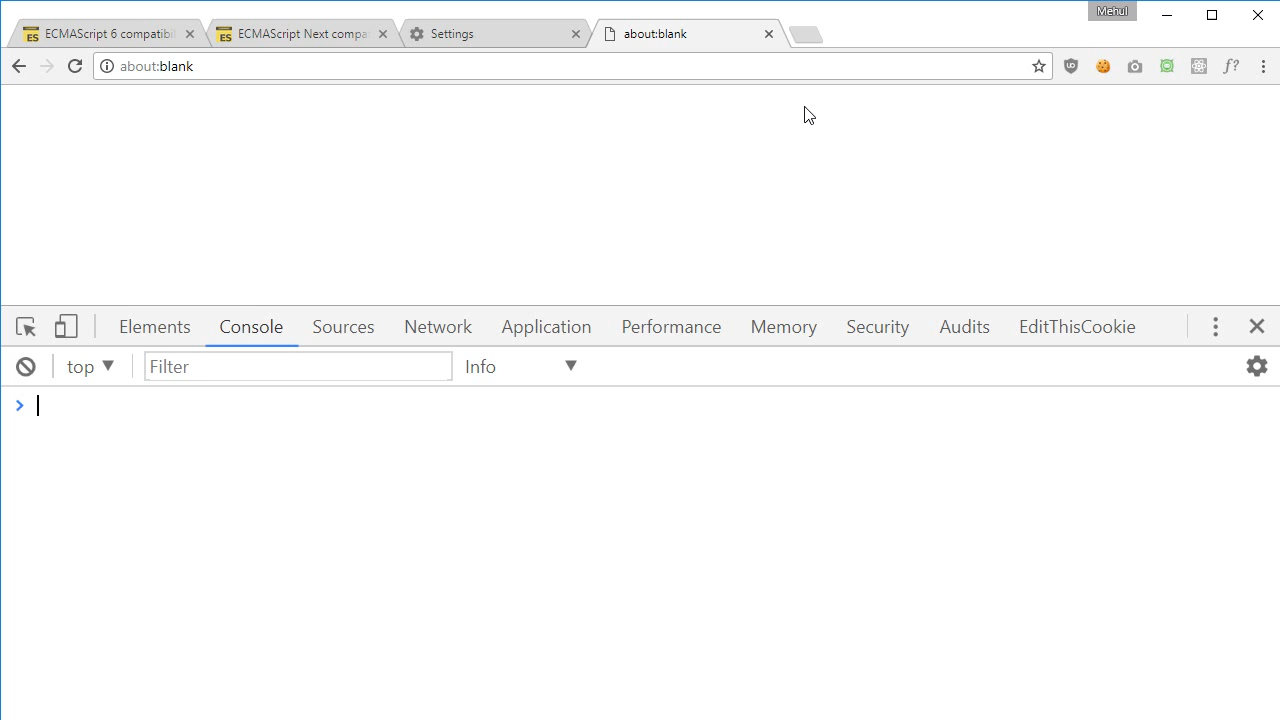 Mehul
ECMAScript 6 compatibi
ECMAScript Next compa
Settings
about:blank
about:blank
f?
Elements
Console
Sources
Network
Application
Performance
Memory
Security
Audits
EditThisCookie
top
Filter
Info